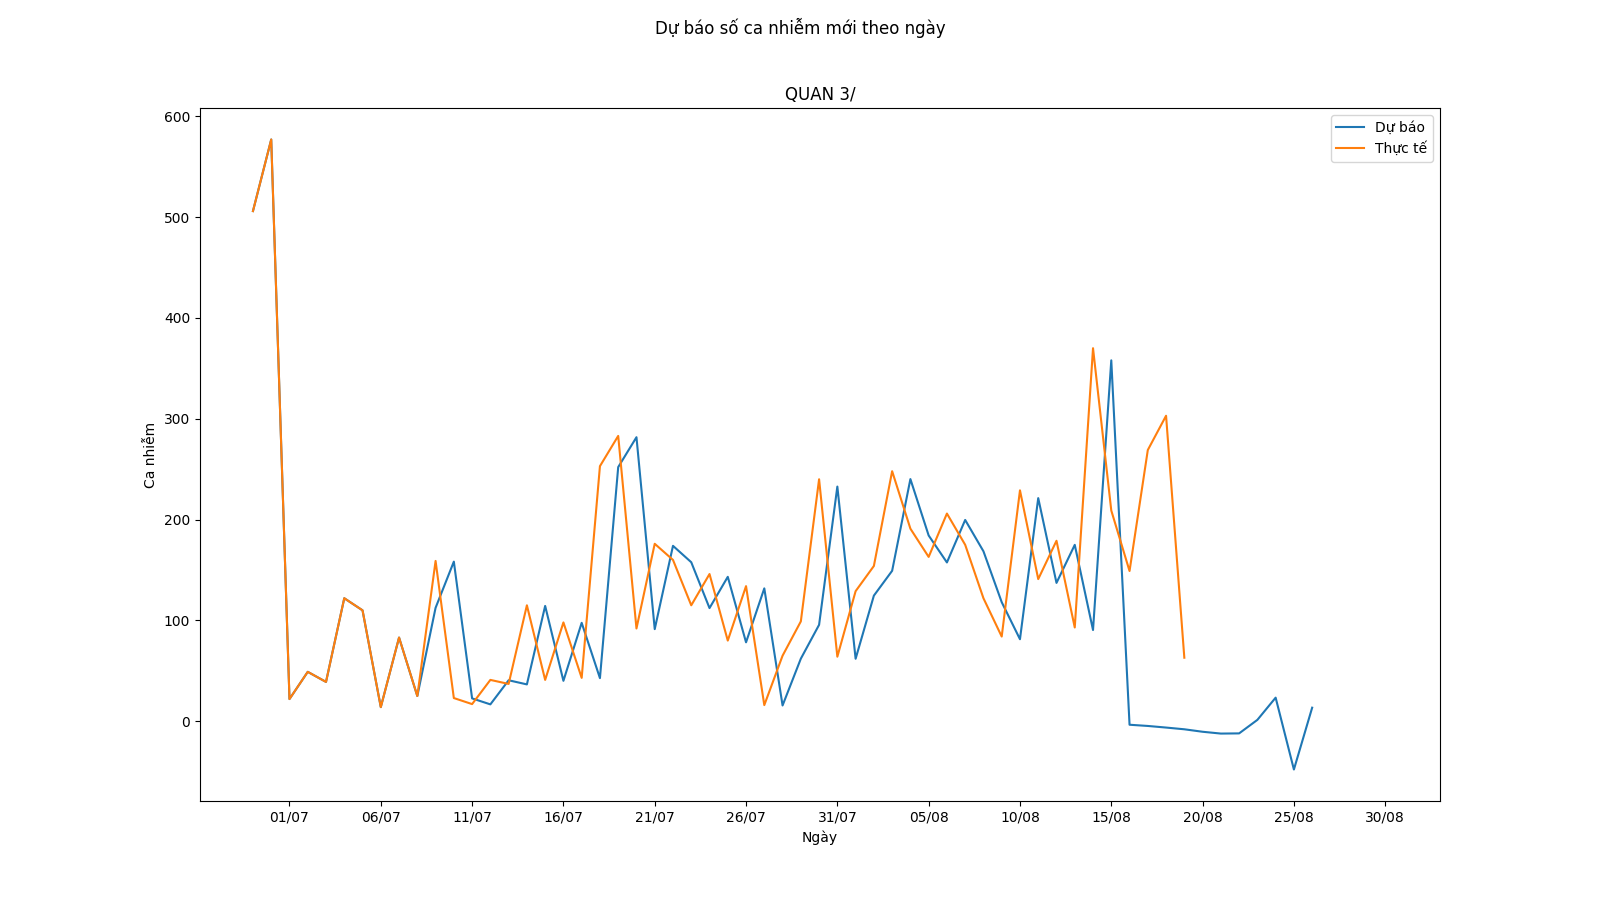 Dự báo số ca nhiễm mới theo ngày
QUAN 3/
Dự báo
Thực tế
600
500
400
300
200
100
0
Ca nhiễm
01/07 06/07 11/07 16/07 21/07 26/07 31/07 05/08 10/08 15/08 20/08 25/08 30/08
Ngày